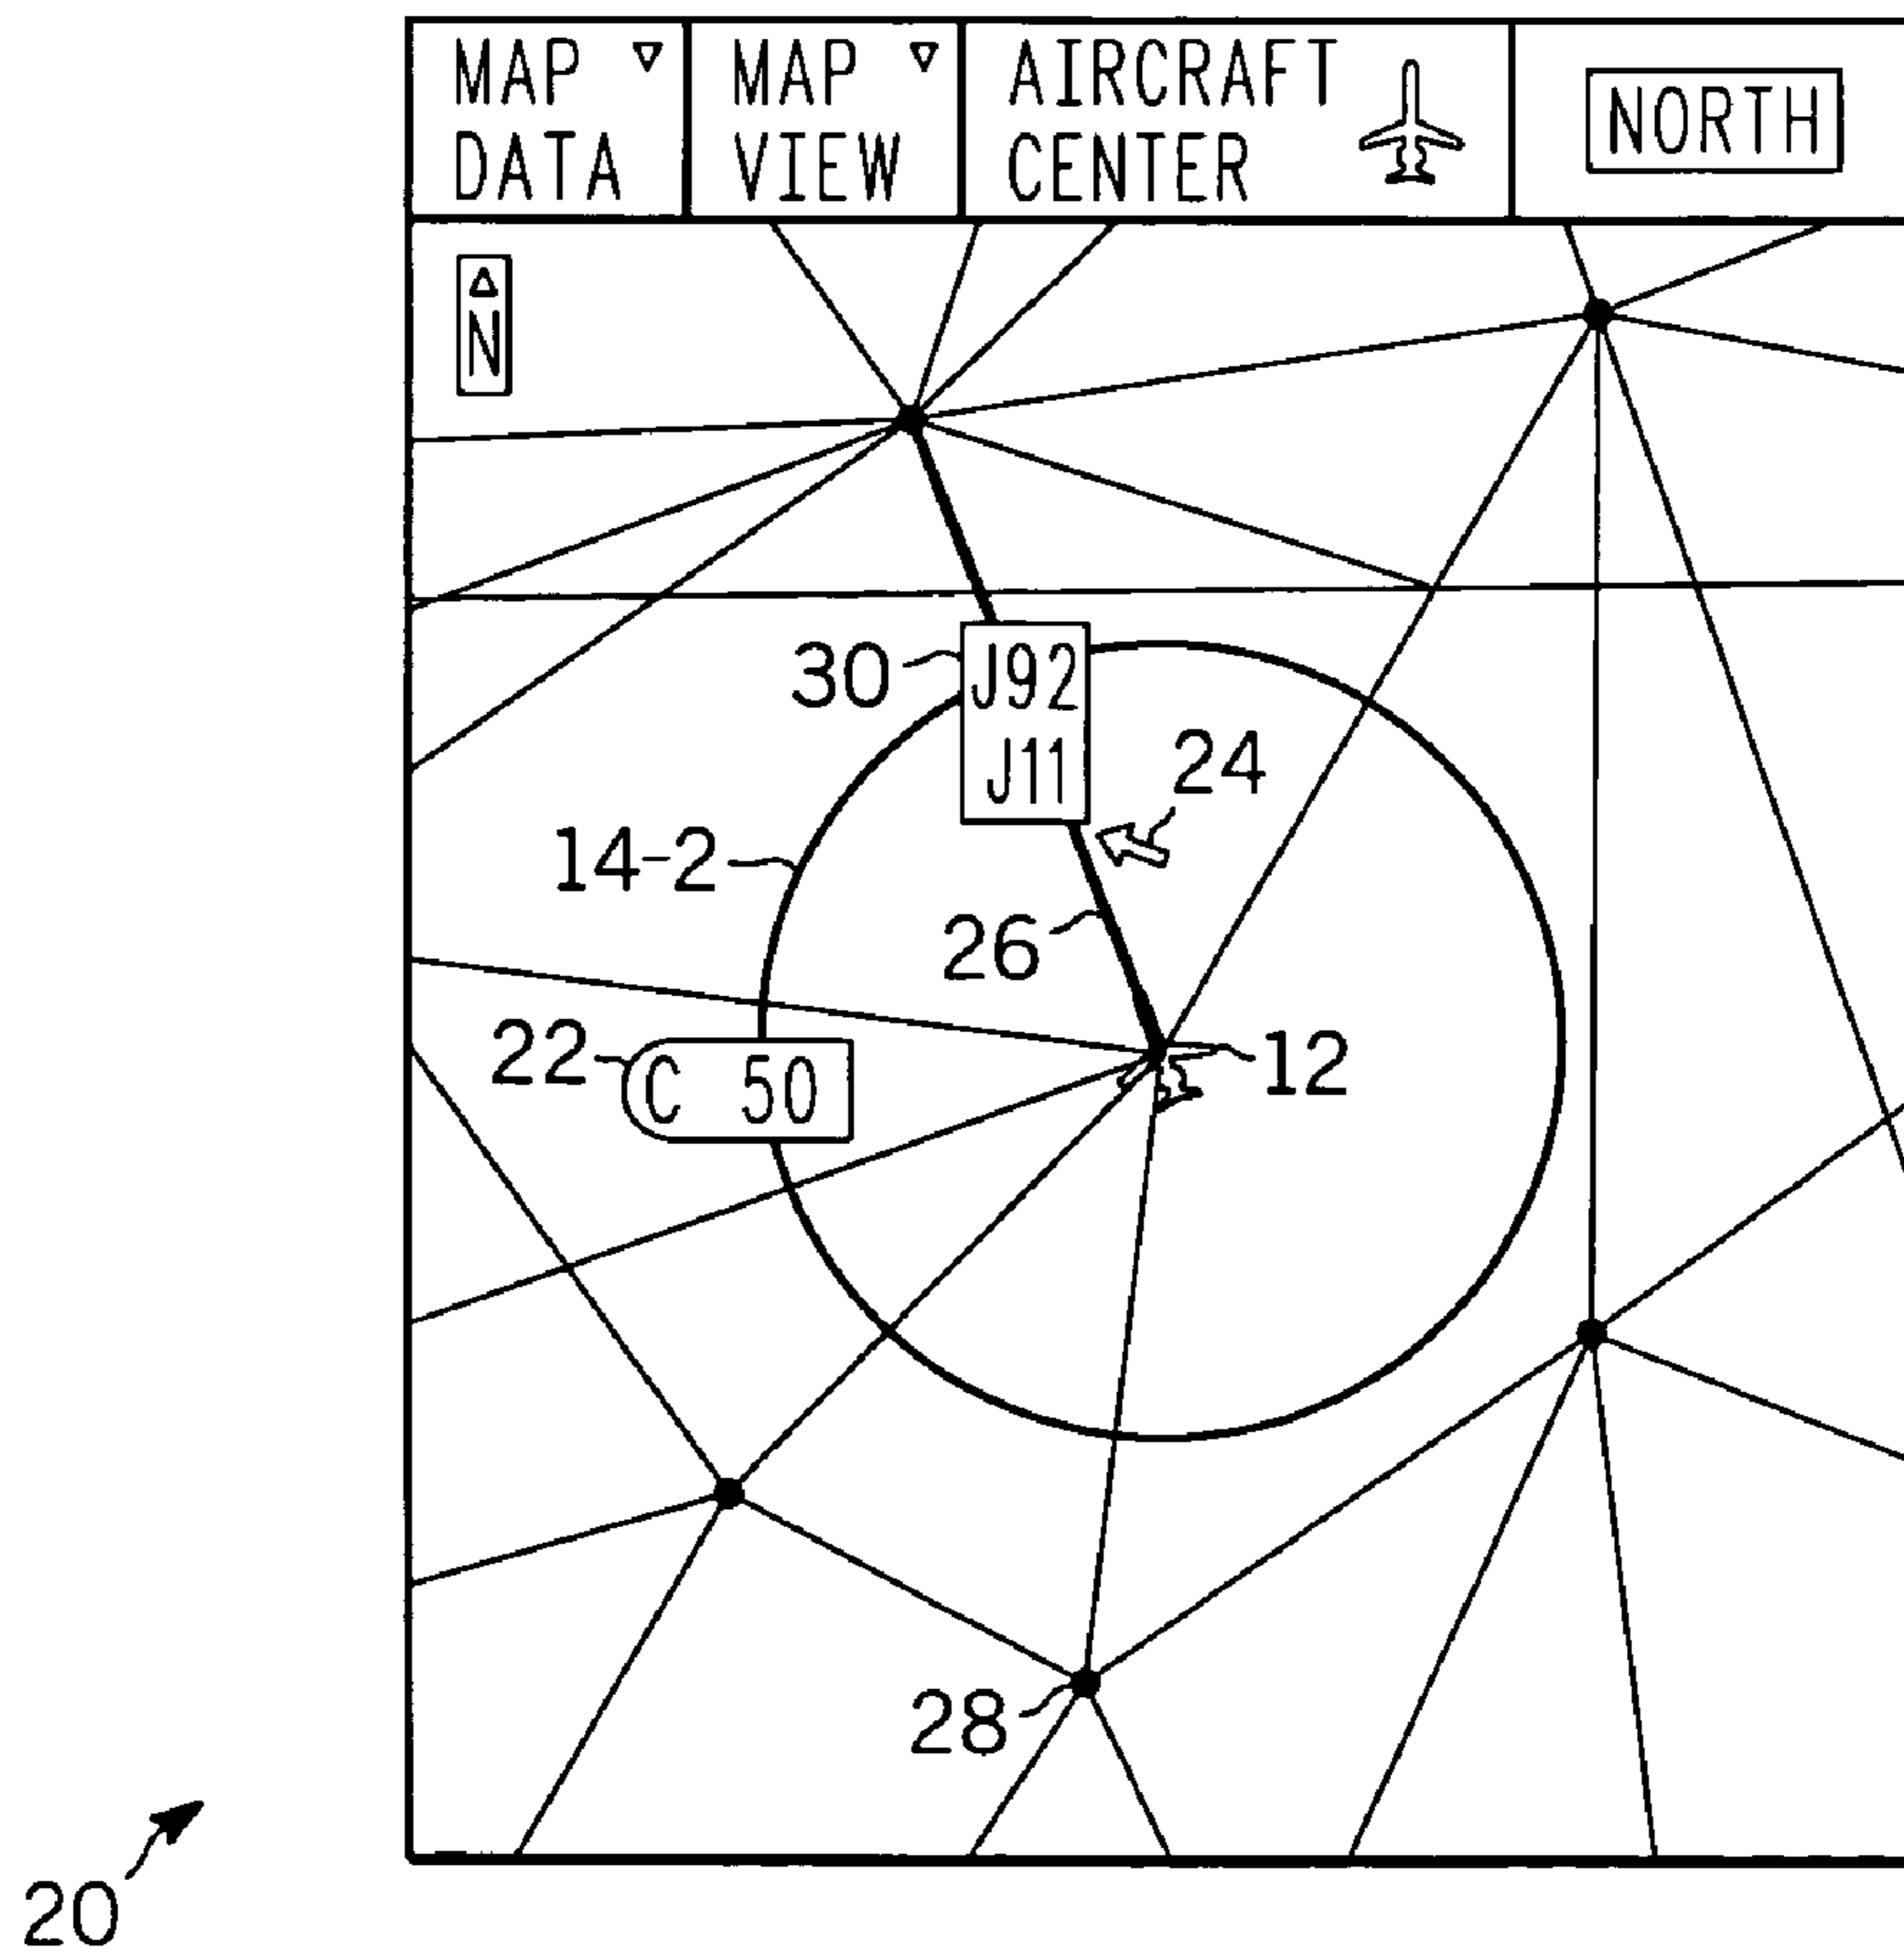 MAP ▽
DATA
MAP ▽
VIEW
AIRCRAFT
CENTER
NORTH
N
30
J92
J11
24
14-2
26
22
C 50
12
28
20